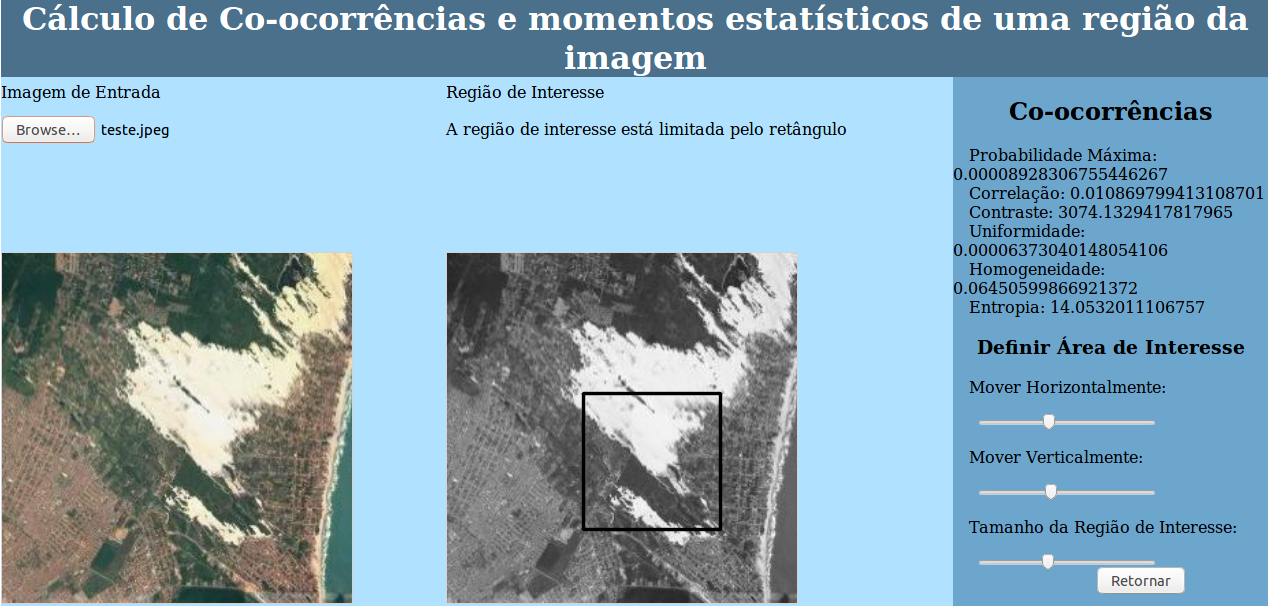 Cálculo de Co-ocorrências e momentos estatísticos de uma região da
imagem
Imagem de Entrada
Browse... teste.jpeg
Região de Interesse
A região de interesse está limitada pelo retângulo
Co-ocorrências
Probabilidade Máxima:
0.00008928306755446267
Correlação: 0.010869799413108701
Contraste: 3074.1329417817965
Uniformidade:
0.00006373040148054106
Homogeneidade:
0.06450599866921372
Entropia: 14.0532011106757
Definir Área de Interesse
Mover Horizontalmente:
Mover Verticalmente:
Tamanho da Região de Interesse:
Retornar